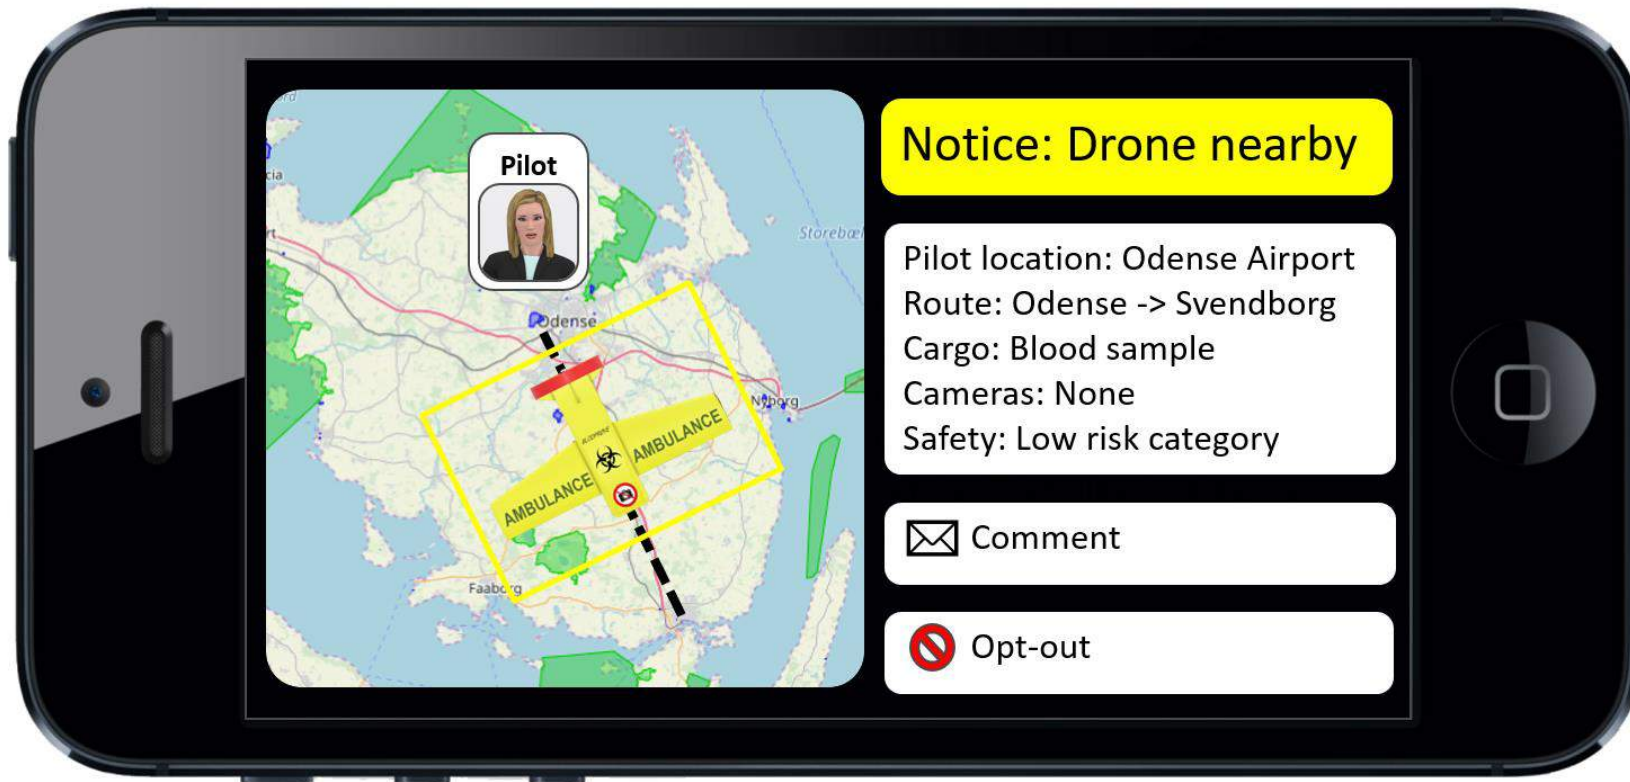 Pilot
Storebæl
Odense
Nyborg
AMBULANCE
AMBULANCE
Faaborg
Notice: Drone nearby
Pilot location: Odense Airport
Route: Odense -> Svendborg
Cargo: Blood sample
Cameras: None
Safety: Low risk category
Comment
Opt-out